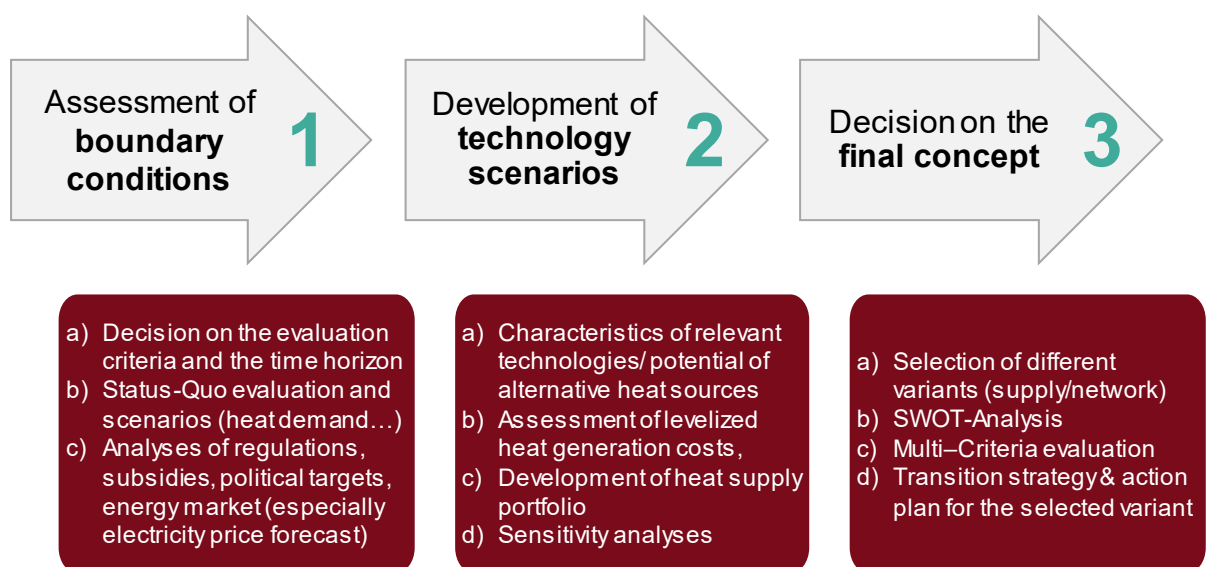 Assessment of
boundary
conditions
1
Development of
technology
scenarios
2
Decision on the
final concept
3
a) Decision on the evaluation
criteria and the time horizon
b) Status-Quo evaluation and
scenarios (heat demand…)
c) Analyses of regulations,
subsidies, political targets,
energy market (especially
electricity price forecast)
a) Characteristics of relevant
technologies/ potential of
alternative heat sources
b) Assessment of levelized
heat generation costs,
c) Development of heat supply
portfolio
d) Sensitivity analyses
a) Selection of different
variants (supply/network)
b) SWOT-Analysis
c) Multi–Criteria evaluation
d) Transition strategy & action
plan for the selected variant